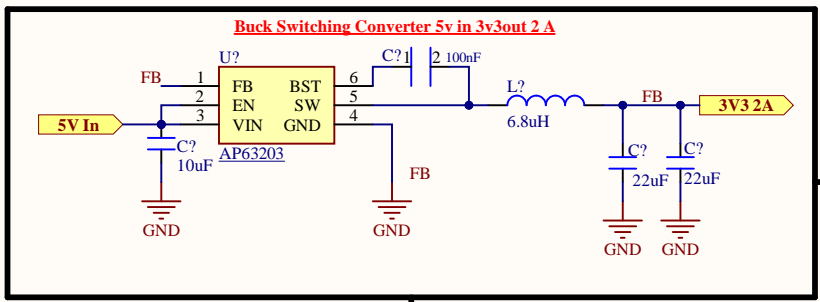 Buck Switching Converter 5v in 3v3out 2 A
U?
C? 1 2 100nF
FB 1 FB BST 6
2 EN SW 5
3 VIN GND 4
5V In
AP63203
C?
10uF
GND
FB
GND
L?
6.8uH
FB
3V3 2A
C?
22uF
GND
C?
22uF
GND